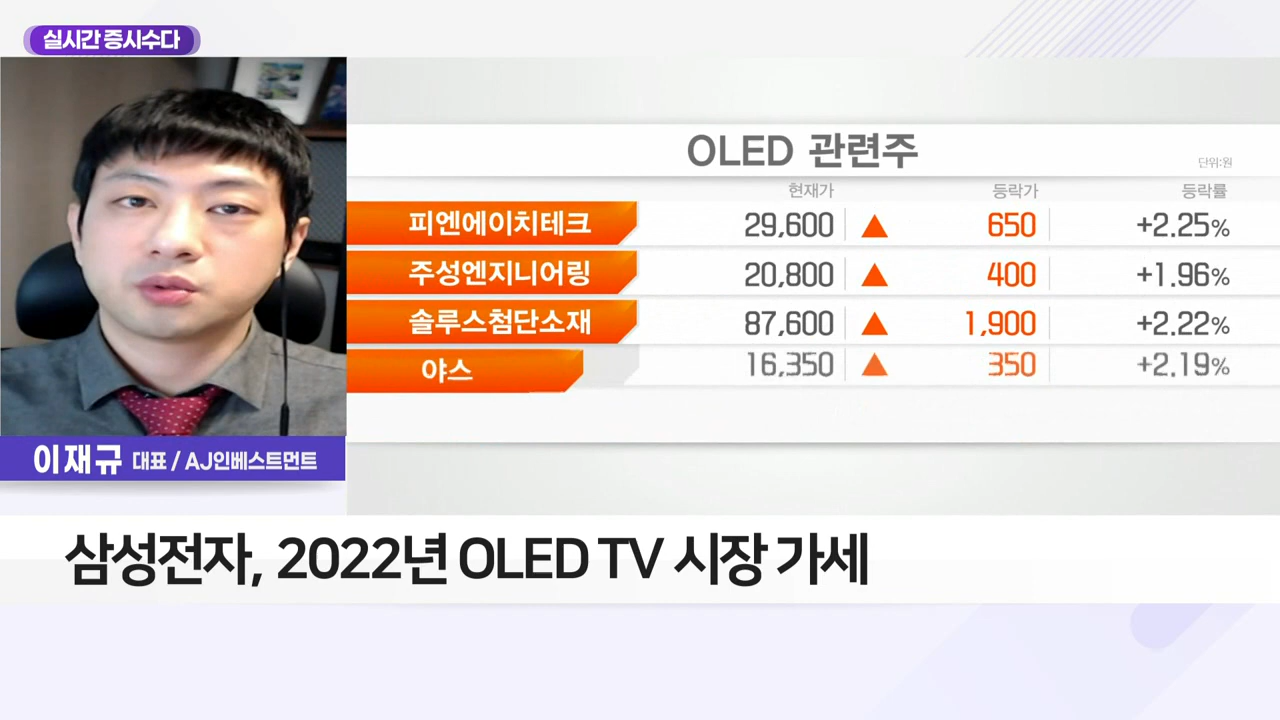 실시간 증시수다
OLED 관련주
단위:원
현재가 등락가 등락률
피엔에이치테크 29,600 ▲ 650 +2.25%
주성엔지니어링 20,800 ▲ 400 +1.96%
솔루스첨단소재 87,600 ▲ 1,900 +2.22%
야스 16,350 ▲ 350 +2.19%
이재규 대표 / AJ인베스트먼트
삼성전자, 2022년 OLED TV 시장 가세